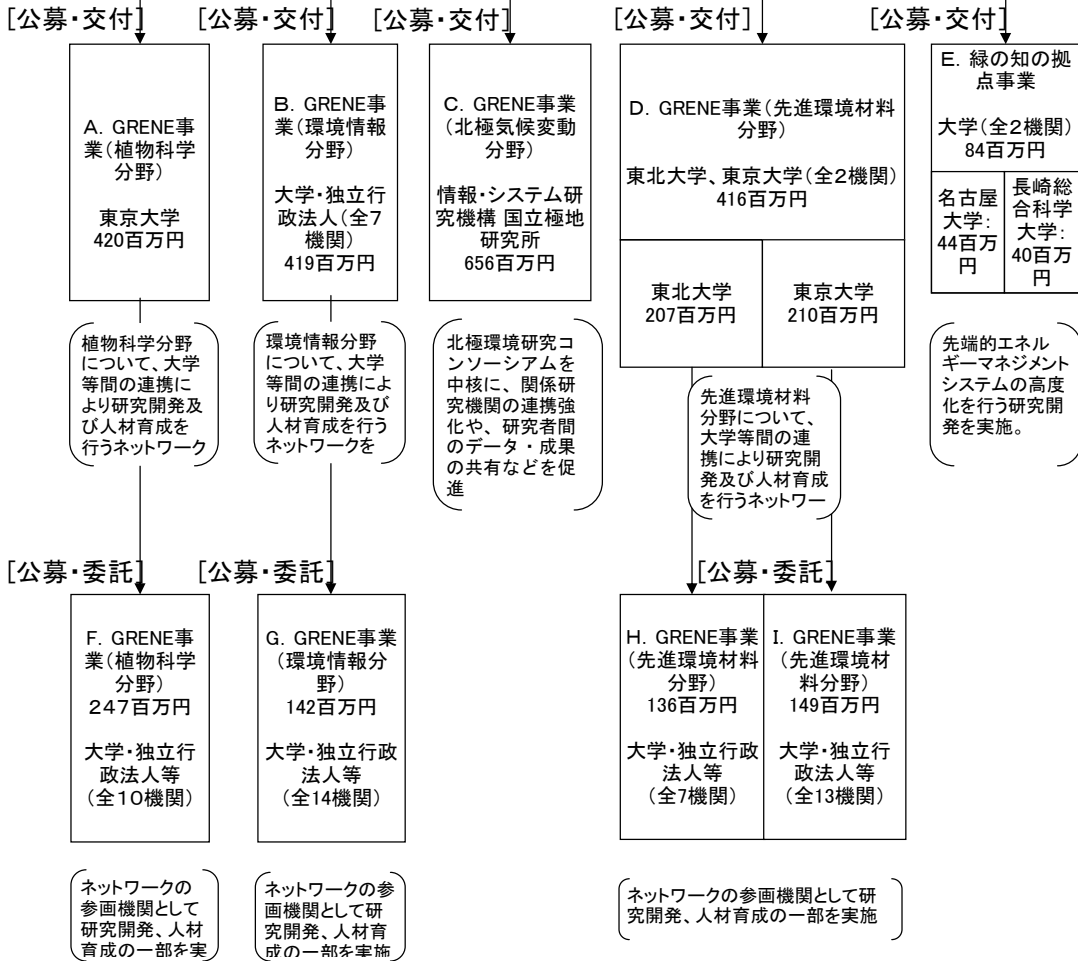 [公募・交付]
[公募・交付]
[公募・交付]
[公募・交付]
[公募・交付]
A．GRENE事
業（植物科学
分野）
東京大学
420百万円
B．GRENE事
業（環境情報
分野）
大学・独立行
政法人（全７
機関）
419百万円
C．GRENE事業
（北極気候変動
分野）
情報・システム研
究機構 国立極地
研究所
656百万円
D．GRENE事業（先進環境材料
分野）
東北大学、東京大学（全２機関）
416百万円
東北大学
207百万円
東京大学
210百万円
E．緑の知の拠
点事業
大学（全２機関）
84百万円
名古屋
大学：
44百万
円
長崎総
合科学
大学：
40百万
円
植物科学分野
について、大学
等間の連携に
より研究開発及
び人材育成を
行うネットワーク
環境情報分野
について、大学
等間の連携によ
り研究開発及び
人材育成を行う
ネットワークを
北極環境研究コ
ンソーシアムを
中核に、関係研
究機関の連携強
化や、研究者間
のデータ・成果
の共有などを促
進
先進環境材料
分野について、
大学等間の連
携により研究開
発及び人材育成
を行うネットワー
先端的エネル
ギーマネジメント
システムの高度
化を行う研究開
発を実施。
[公募・委託]
[公募・委託]
[公募・委託]
F．GRENE事
業（植物科学
分野）
２４７百万円
大学・独立行
政法人等
（全１０機関）
G．GRENE事業
（環境情報分
野）
142百万円
大学・独立行政
法人等
（全14機関）
H．GRENE事業
（先進環境材料
分野）
136百万円
大学・独立行政
法人等
（全7機関）
I．GRENE事業
（先進環境材
料分野）
149百万円
大学・独立行
政法人等
（全13機関）
ネットワークの
参画機関として
研究開発、人材
育成の一部を実
ネットワークの参
画機関として研
究開発、人材育
成の一部を実施
ネットワークの参画機関として研
究開発、人材育成の一部を実施